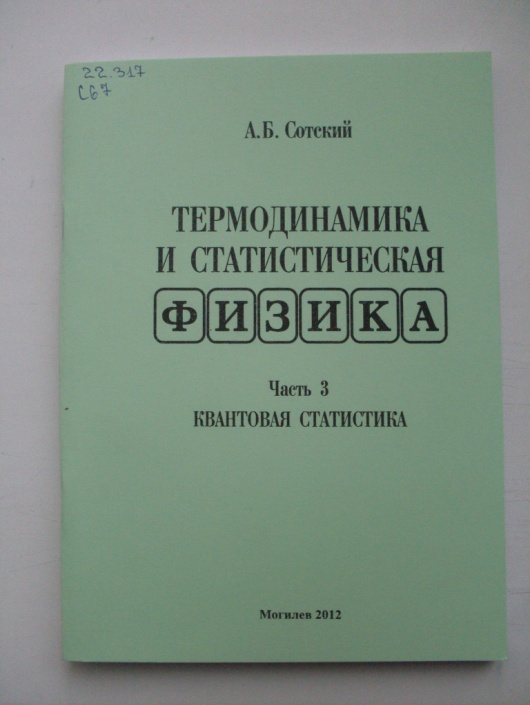 22.317
С67
А.Б. Сотский
ТЕРМОДИНАМИКА
И СТАТИСТИЧЕСКАЯ
ФИЗИКА
Часть 3
КВАНТОВАЯ СТАТИСТИКА
Могилев 2012